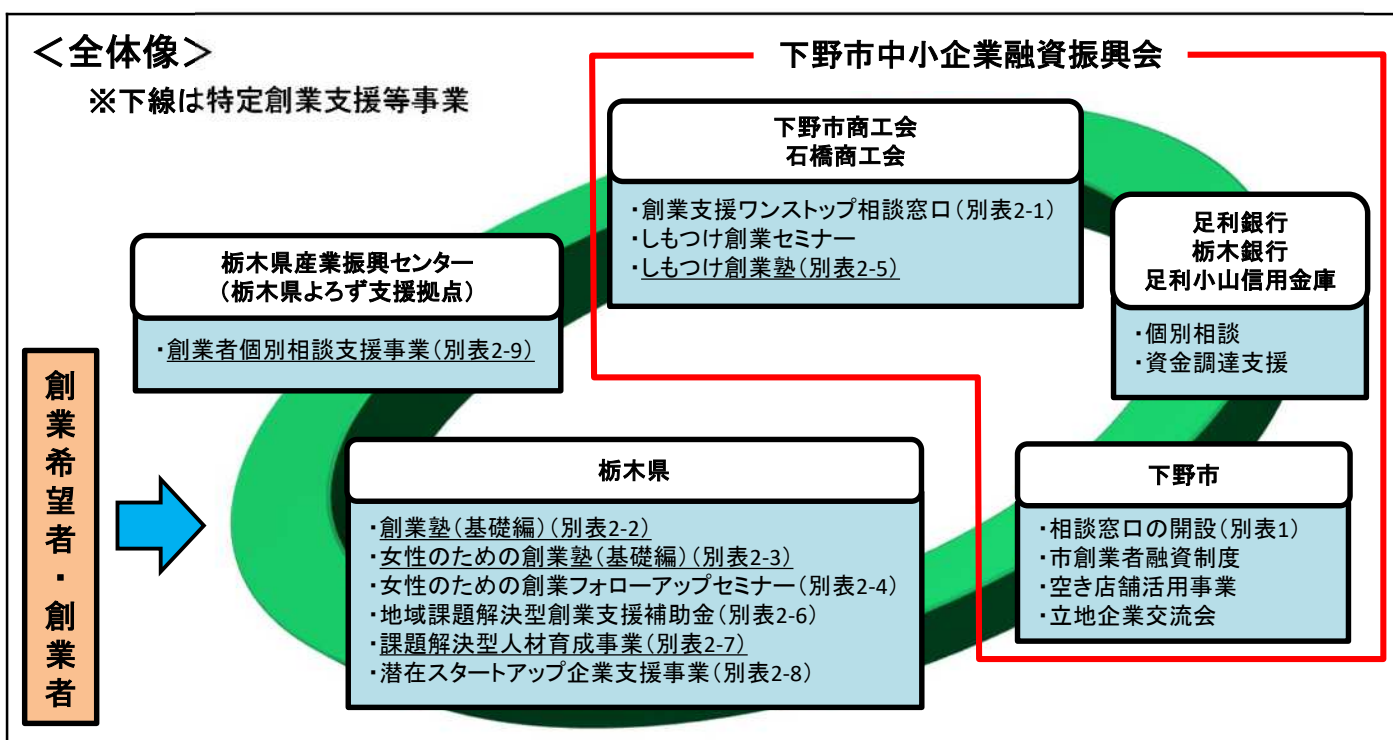 ＜全体像＞
※下線は特定創業支援等事業
下野市中小企業融資振興会
下野市商工会
石橋商工会
・創業支援ワンストップ相談窓口（別表2-1）
・しもつけ創業セミナー
・しもつけ創業塾（別表2-5）
足利銀行
栃木銀行
足利小山信用金庫
・個別相談
・資金調達支援
栃木県産業振興センター
（栃木県よろず支援拠点）
・創業者個別相談支援事業（別表2-9）
創業希望者・創業者
栃木県
・創業塾（基礎編）（別表2-2）
・女性のための創業塾（基礎編）（別表2-3）
・女性のための創業フォローアップセミナー（別表2-4）
・地域課題解決型創業支援補助金（別表2-6）
・課題解決型人材育成事業（別表2-7）
・潜在スタートアップ企業支援事業（別表2-8）
下野市
・相談窓口の開設（別表1）
・市創業者融資制度
・空き店舗活用事業
・立地企業交流会